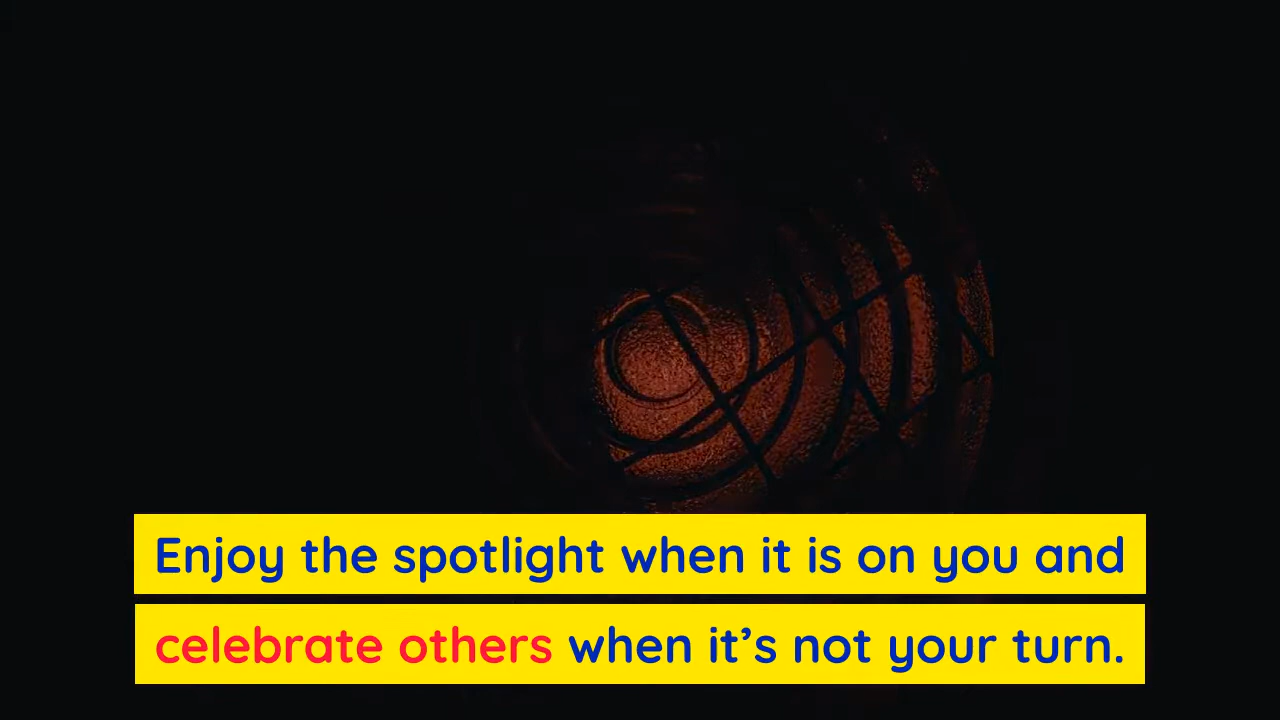 Enjoy the spotlight when it is on you and
celebrate others when it’s not your turn.